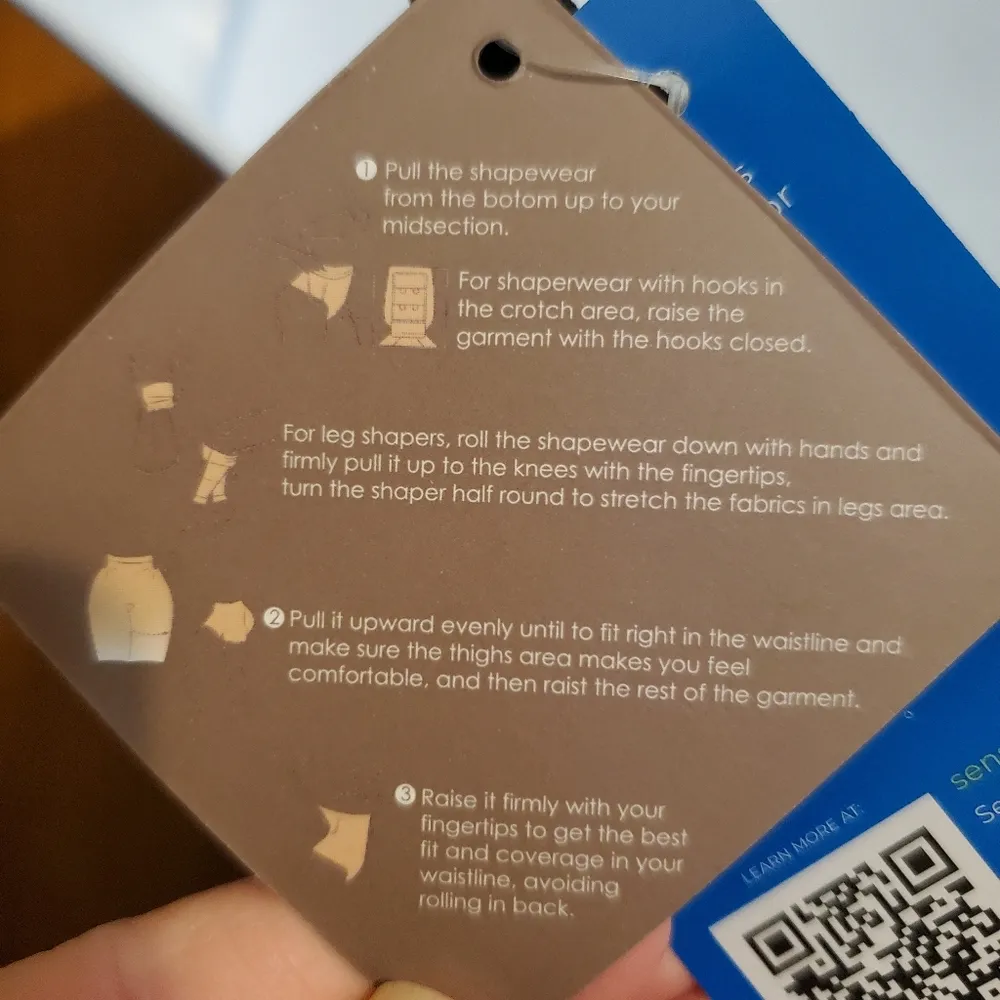 1 Pull the shapewear
from the botom up to your
midsection.
For shaperwear with hooks in
the crotch area, raise the
garment with the hooks closed.
For leg shapers, roll the shapewear down with hands and
firmly pull it up to the knees with the fingertips,
turn the shaper half round to stretch the fabrics in legs area.
2 Pull it upward evenly until to fit right in the waistline and
make sure the thighs area makes you feel
comfortable, and then raist the rest of the garment.
3 Raise it firmly with your
fingertips to get the best
fit and coverage in your
waistline, avoiding
rolling in back.
LEARN MORE AT: